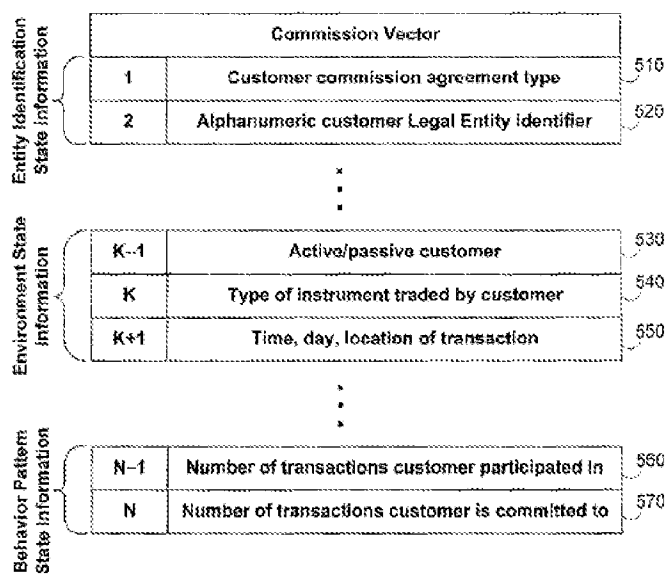 Commission Vector
Entity Identification
State Information
1 Customer commission agreement type 510
2 Alphanumeric customer Legal Entity Identifier 520
Environment State
Information
K-1 Active/passive customer 530
K Type of instrument traded by customer 540
K+1 Time, day, location of transaction 550
Behavior Pattern
State Information
N-1 Number of transactions customer participated in 560
N Number of transactions customer is committed to 570